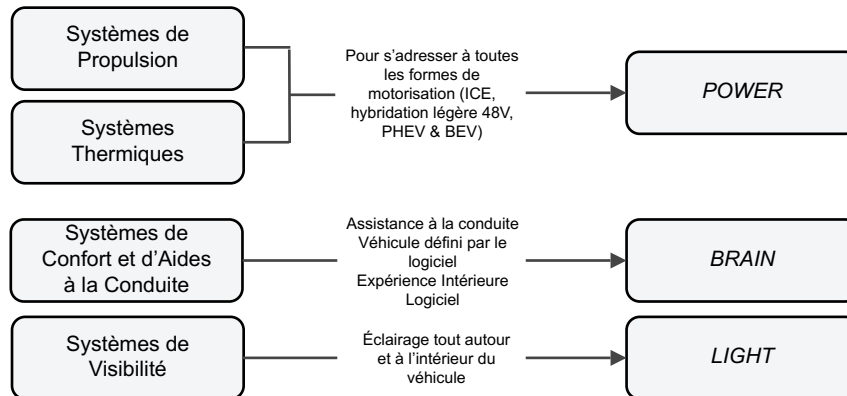 Systèmes de
Propulsion
Systèmes
Thermiques
Pour s’adresser à toutes
les formes de
motorisation (ICE,
hybridation légère 48V,
PHEV & BEV)
POWER
Systèmes de
Confort et d’Aides
à la Conduite
Assistance à la conduite
Véhicule défini par le
logiciel
Expérience Intérieure
Logiciel
BRAIN
Systèmes de
Visibilité
Éclairage tout autour
et à l’intérieur du
véhicule
LIGHT